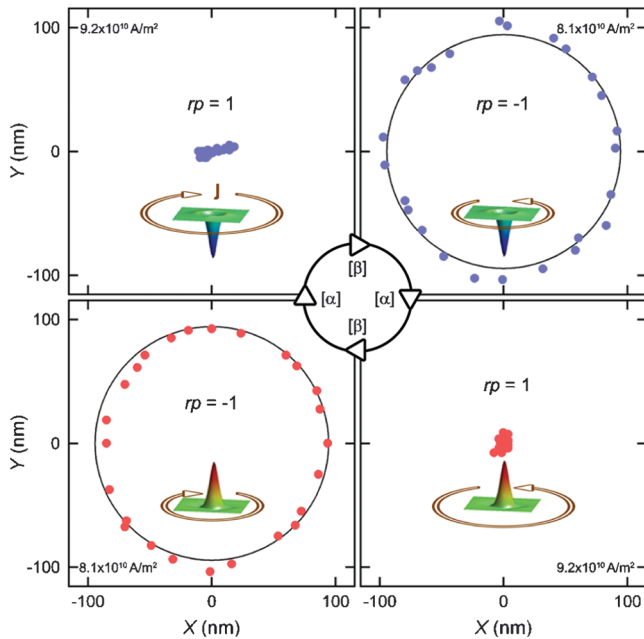 100
9.2x10¹⁰ A/m²
rp = 1
Y (nm)
0
J
-100
8.1x10¹⁰ A/m²
rp = -1
[β]
[α]
[α]
[β]
100
rp = -1
Y (nm)
0
-100
8.1x10¹⁰ A/m²
rp = 1
9.2x10¹⁰ A/m²
-100
0
100
-100
0
100
X (nm)
X (nm)